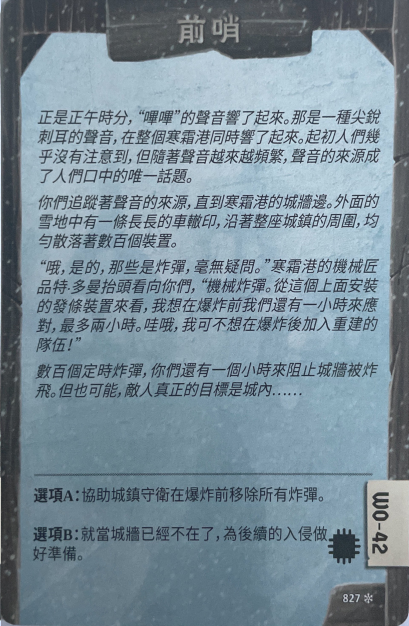 前哨
正是正午時分，“嗶嗶”的聲音響了起來。那是一種尖銳
刺耳的聲音，在整個寒霜港同時響了起來。起初人們幾
乎沒有注意到，但隨著聲音越來越頻繁，聲音的來源成
了人們口中的唯一話題。
你們追蹤著聲音的來源，直到寒霜港的城牆邊。外面的
雪地中有一條長長的車轍印，沿著整座城鎮的周圍，均
勻散落著數百個裝置。
“哦，是的，那些是炸彈，毫無疑問。”寒霜港的機械匠
品特·多曼抬頭看向你們，“機械炸彈。從這個上面安裝
的發條裝置來看，我想在爆炸前我們還有一小時來應
對，最多兩小時。哇哦，我可不想在爆炸後加入重建的
隊伍！”
數百個定時炸彈，你們還有一個小時來阻止城牆被炸
飛。但也可能，敵人真正的目標是城內……
選項A：協助城鎮守衛在爆炸前移除所有炸彈。
選項B：就當城牆已經不在了，為後續的入侵做
好準備。
WO-42
827